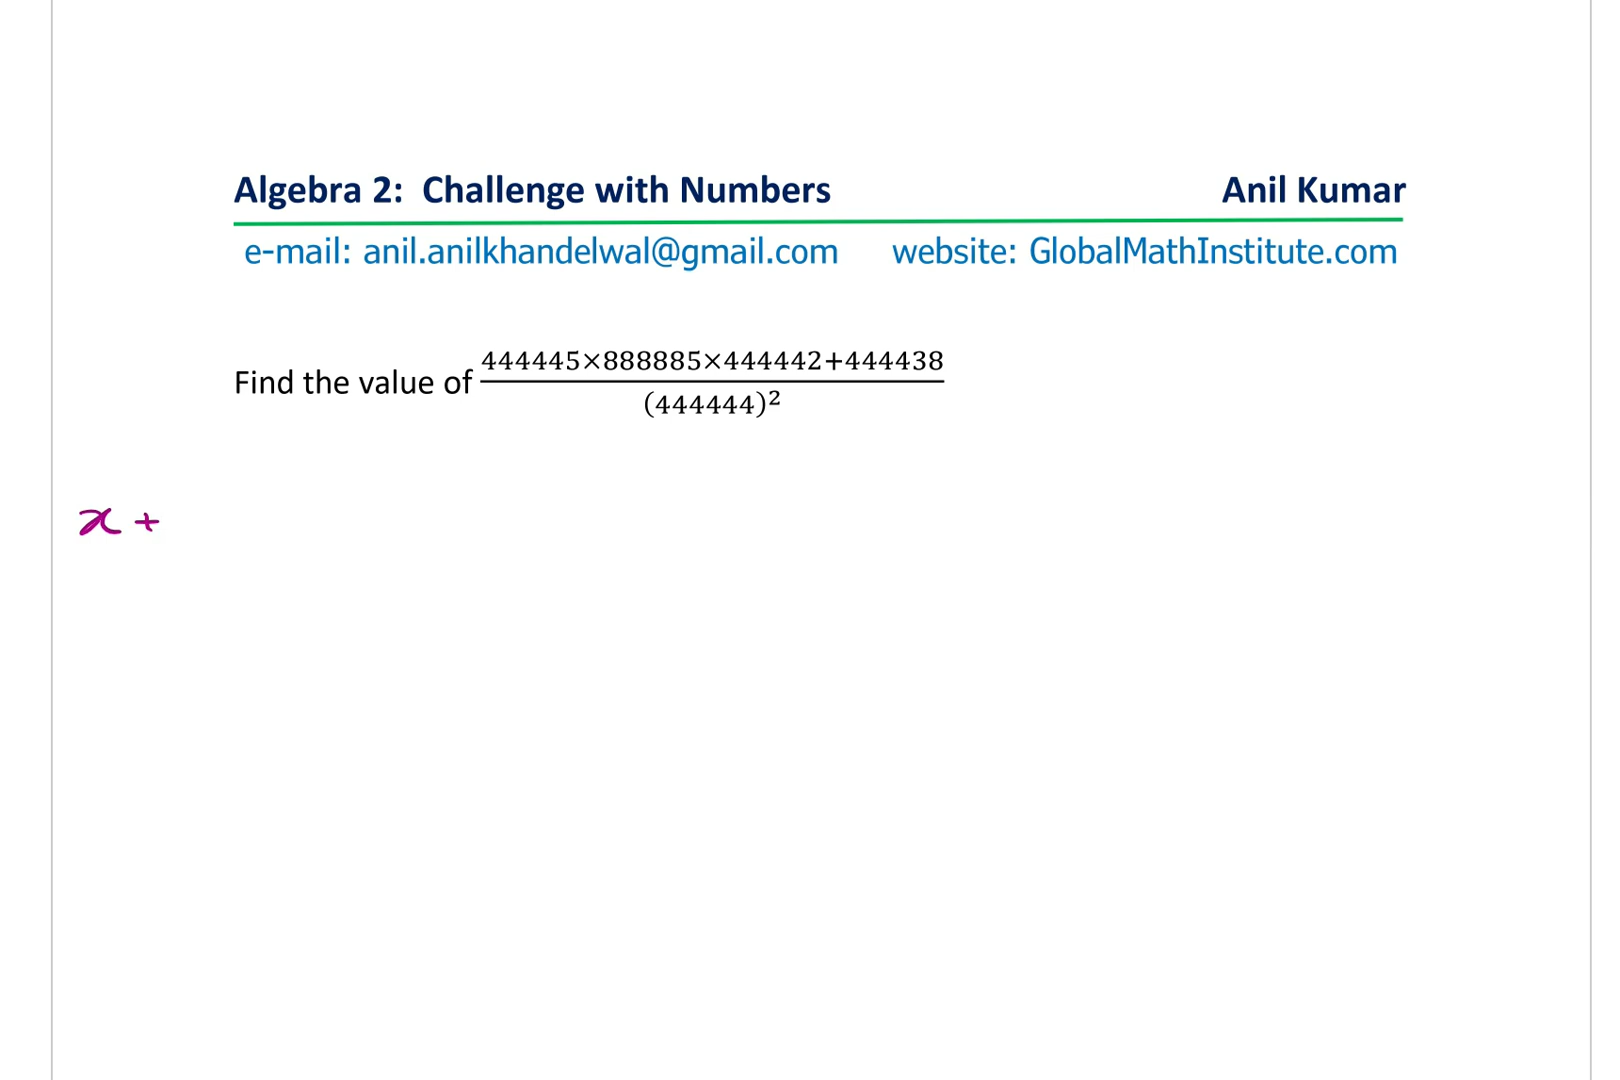 Algebra 2: Challenge with Numbers Anil Kumar
e-mail: anil.anilkhandelwal@gmail.com website: GlobalMathInstitute.com
444445×888885×444442+444438
Find the value of
(444444)²
x +